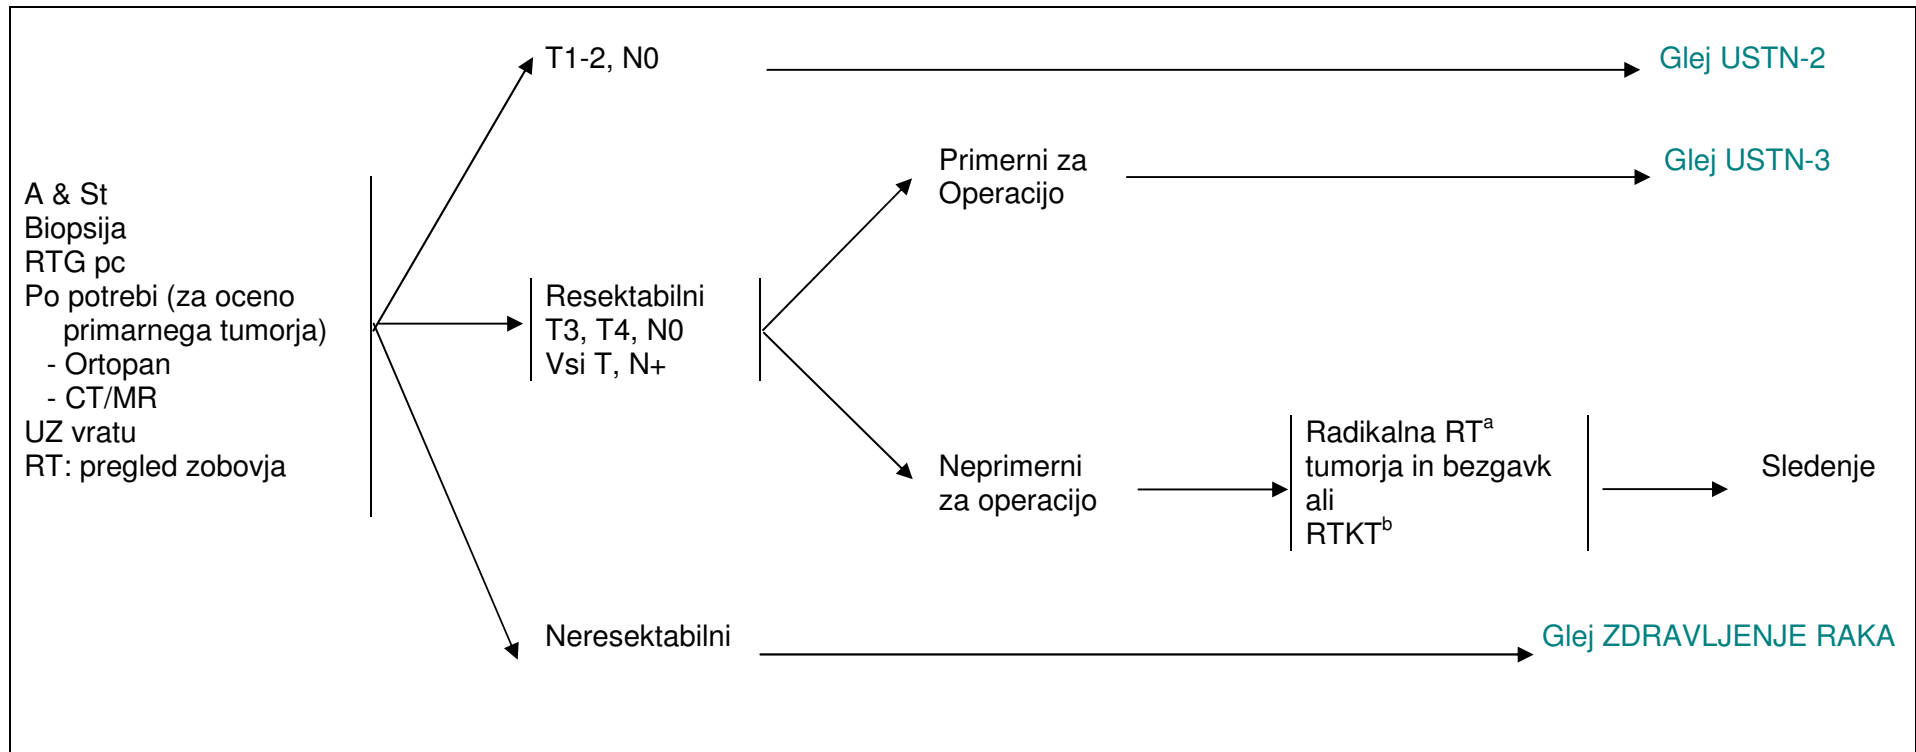 A & St
Biopsija
RTG pc
Po potrebi (za oceno
primarnega tumorja)
- Ortopan
- CT/MR
UZ vratu
RT: pregled zobovja
T1-2, N0
Glej USTN-2
Resektabilni
T3, T4, N0
Vsi T, N+
Primerni za
Operacijo
Glej USTN-3
Neprimerni
za operacijo
Radikalna RTᵃ
tumorja in bezgavk
ali
RTKTᵇ
Sledenje
Neresektabilni
Glej ZDRAVLJENJE RAKA